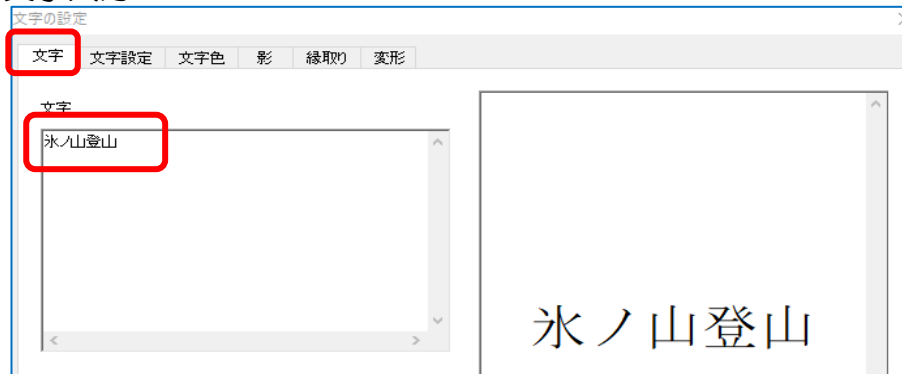 文字の設定
文字 文字設定 文字色 影 縁取り 変形
文字
氷ノ山登山
氷ノ山登山